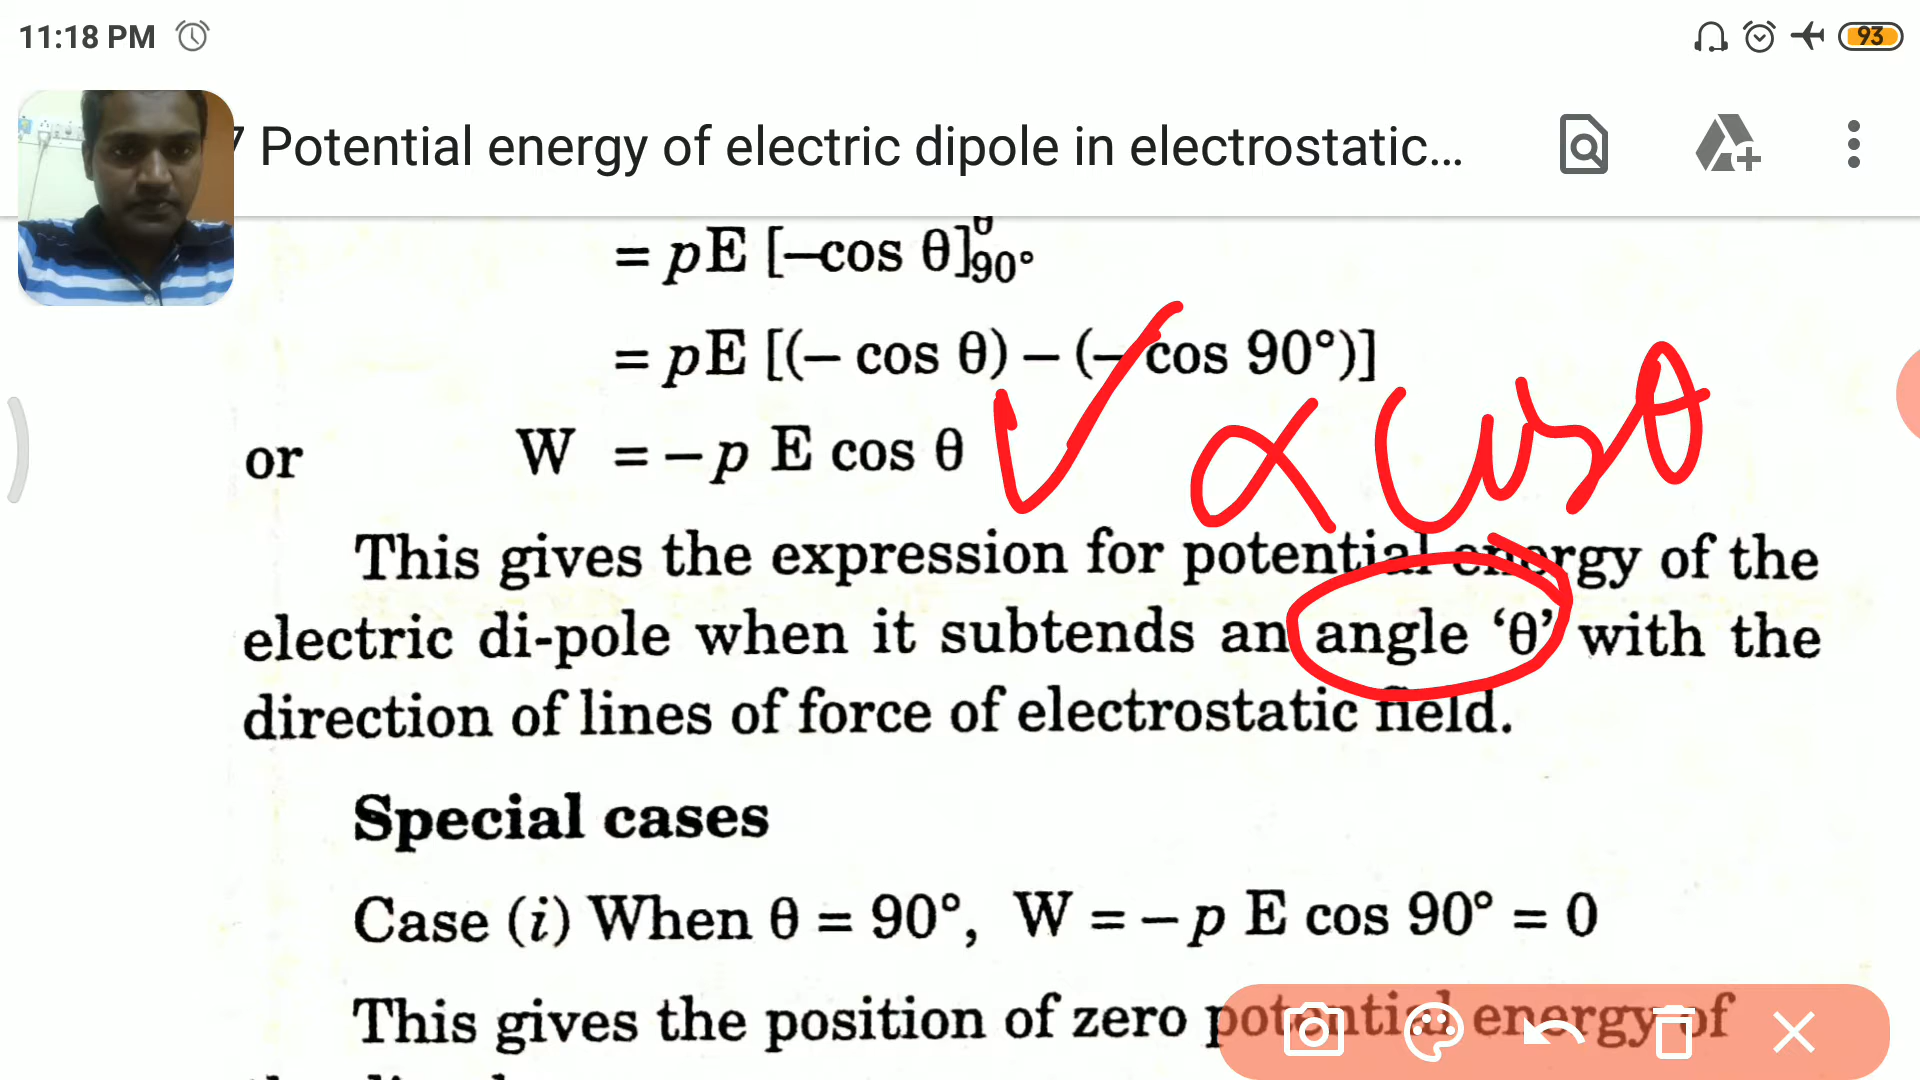 11:18 PM
93
7 Potential energy of electric dipole in electrostatic...
= pE [–cos θ]θ90°
= pE [(– cos θ) – (– cos 90°)]
or W = – p E cos θ
α Cosθ
This gives the expression for potential energy of the
electric di-pole when it subtends an angle ‘θ’ with the
direction of lines of force of electrostatic field.
Special cases
Case (i) When θ = 90°, W = – p E cos 90° = 0
This gives the position of zero potential energy of